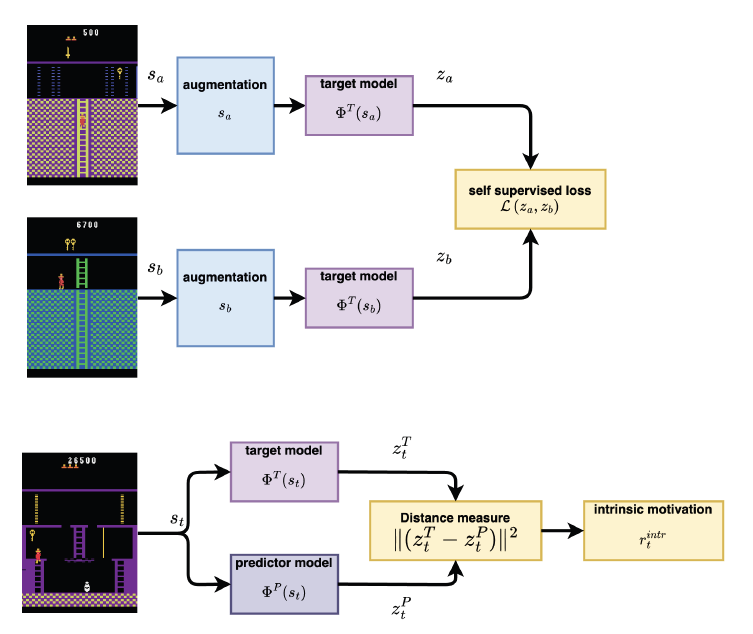 500
$s_a$
augmentation
$s_a$
target model
$\Phi^T(s_a)$
$z_a$
self supervised loss
$\mathcal{L}(z_a, z_b)$
6700
$s_b$
augmentation
$s_b$
target model
$\Phi^T(s_b)$
$z_b$
26500
$s_t$
target model
$\Phi^T(s_t)$
$z_t^T$
predictor model
$\Phi^P(s_t)$
$z_t^P$
Distance measure
$\|(z_t^T - z_t^P)\|^2$
intrinsic motivation
$r_t^{intr}$